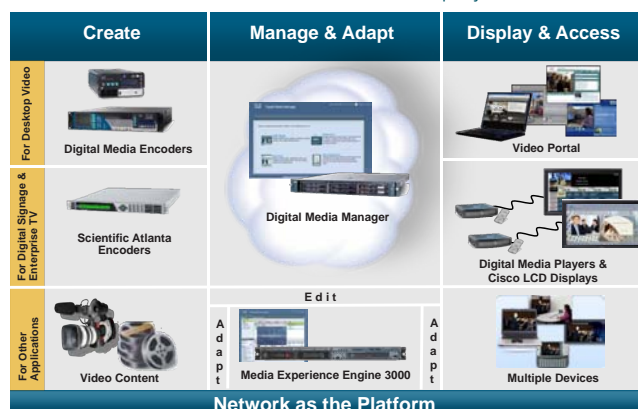 Create
Manage & Adapt
Display & Access
For Desktop Video
Digital Media Encoders
Video Portal
For Digital Signage &
Enterprise TV
Scientific Atlanta
Encoders
Digital Media Manager
Digital Media Players &
Cisco LCD Displays
For Other
Applications
Video Content
Edit
Adapt
Media Experience Engine 3000
Adapt
Multiple Devices
Network as the Platform